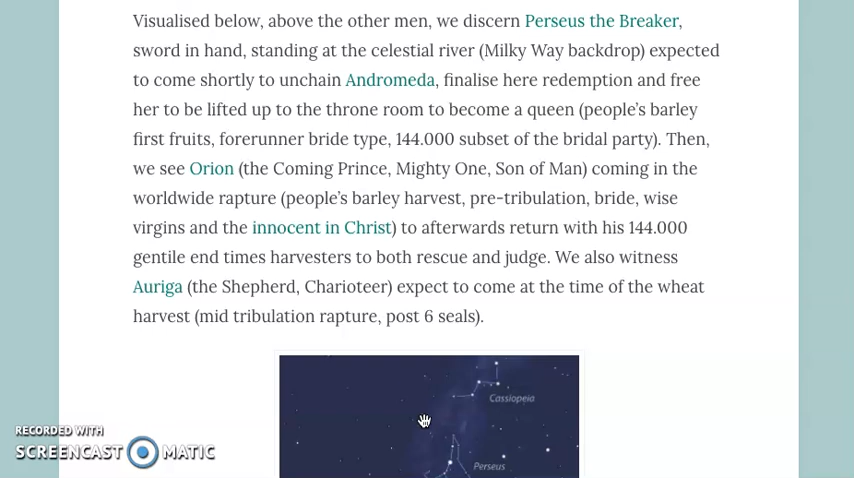 Visualised below, above the other men, we discern Perseus the Breaker,
sword in hand, standing at the celestial river (Milky Way backdrop) expected
to come shortly to unchain Andromeda, finalise here redemption and free
her to be lifted up to the throne room to become a queen (people’s barley
first fruits, forerunner bride type, 144.000 subset of the bridal party). Then,
we see Orion (the Coming Prince, Mighty One, Son of Man) coming in the
worldwide rapture (people’s barley harvest, pre-tribulation, bride, wise
virgins and the innocent in Christ) to afterwards return with his 144.000
gentile end times harvesters to both rescue and judge. We also witness
Auriga (the Shepherd, Charioteer) expect to come at the time of the wheat
harvest (mid tribulation rapture, post 6 seals).
Cassiopeia
Perseus
RECORDED WITH
SCREENCAST MATIC